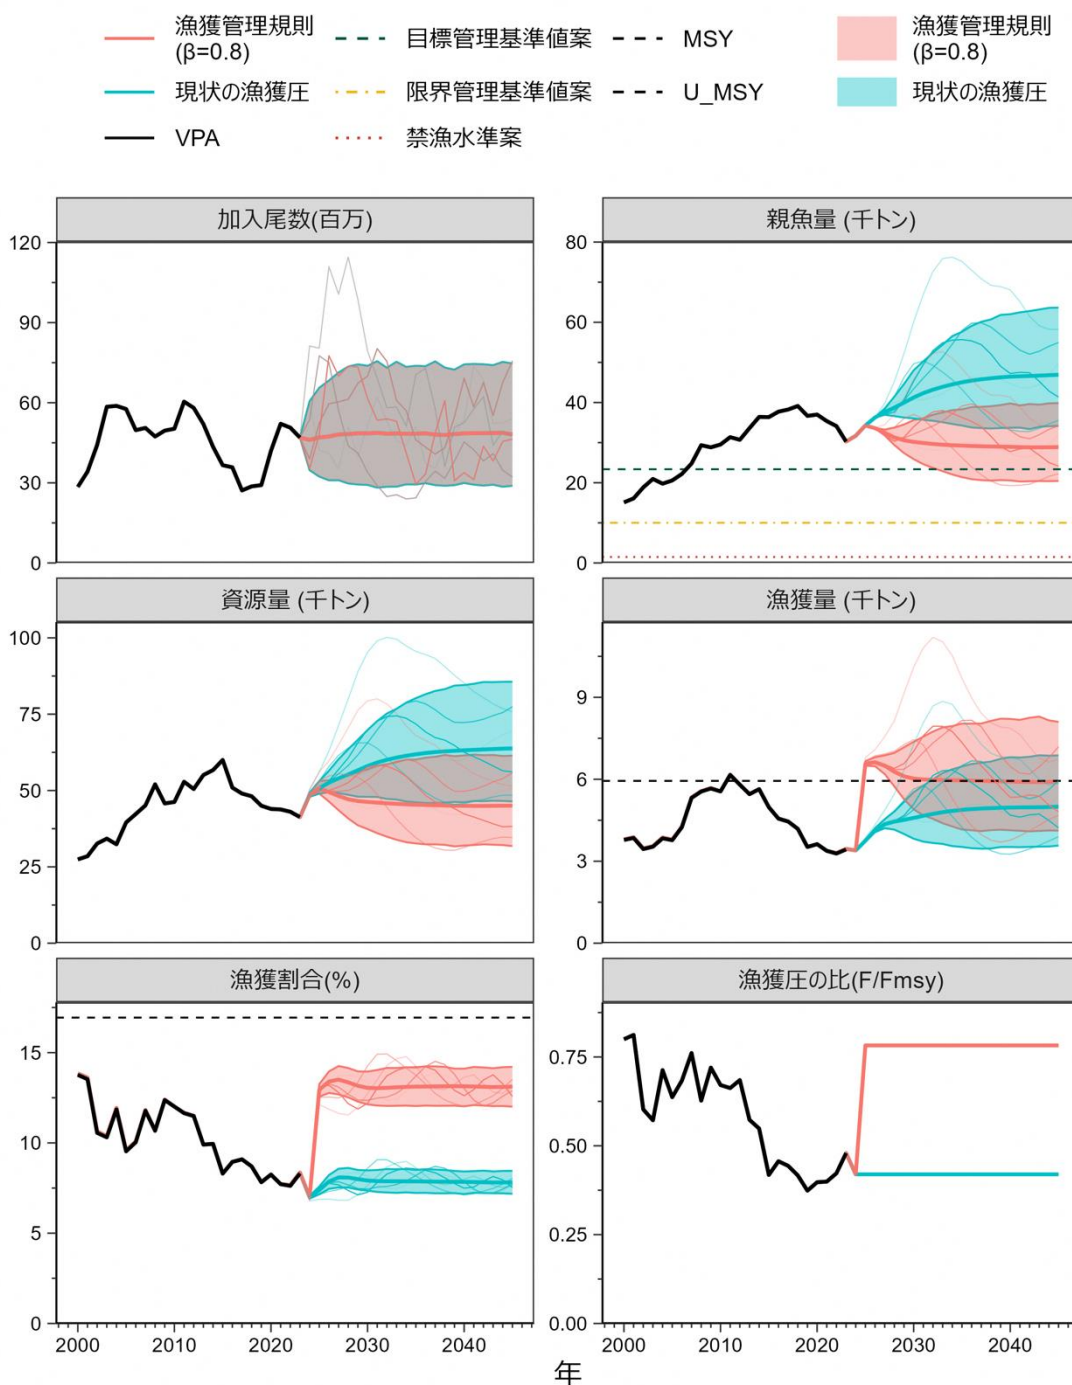 漁獲管理規則
(β=0.8)
目標管理基準値案
MSY
漁獲管理規則
(β=0.8)
現状の漁獲圧
限界管理基準値案
U_MSY
現状の漁獲圧
VPA
禁漁水準案
加入尾数(百万)
120
90
60
30
0
親魚量 (千トン)
80
60
40
20
0
資源量 (千トン)
100
75
50
25
0
漁獲量 (千トン)
9
6
3
0
漁獲割合(%)
15
10
5
0
2000 2010 2020 2030 2040
漁獲圧の比(F/Fmsy)
0.75
0.50
0.25
0.00
2000 2010 2020 2030 2040
年